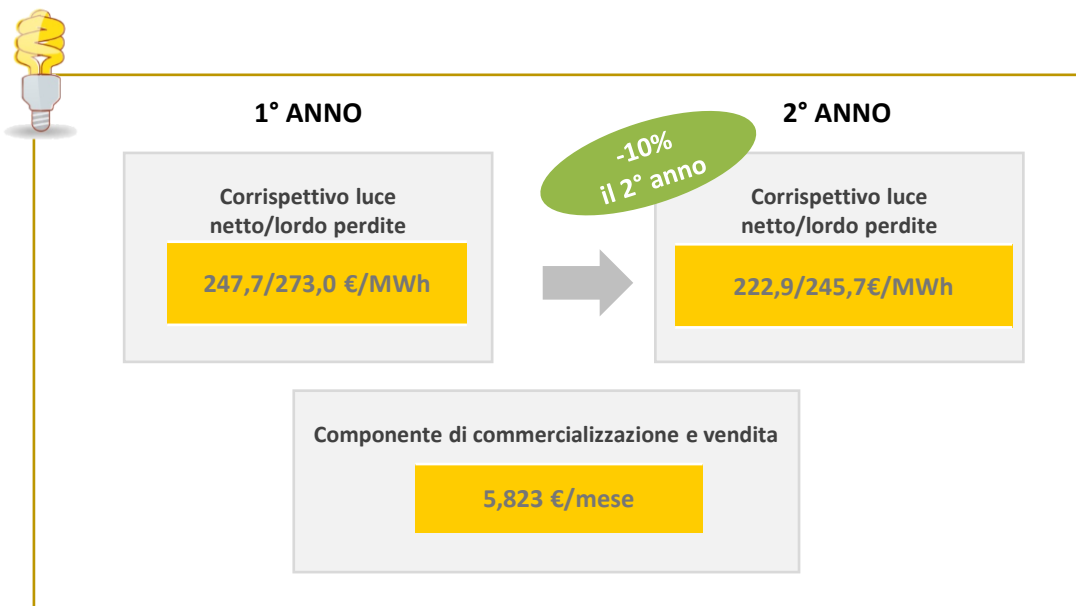 1° ANNO
2° ANNO
-10%
il 2° anno
Corrispettivo luce
netto/lordo perdite
247,7/273,0 €/MWh
Corrispettivo luce
netto/lordo perdite
222,9/245,7€/MWh
Componente di commercializzazione e vendita
5,823 €/mese